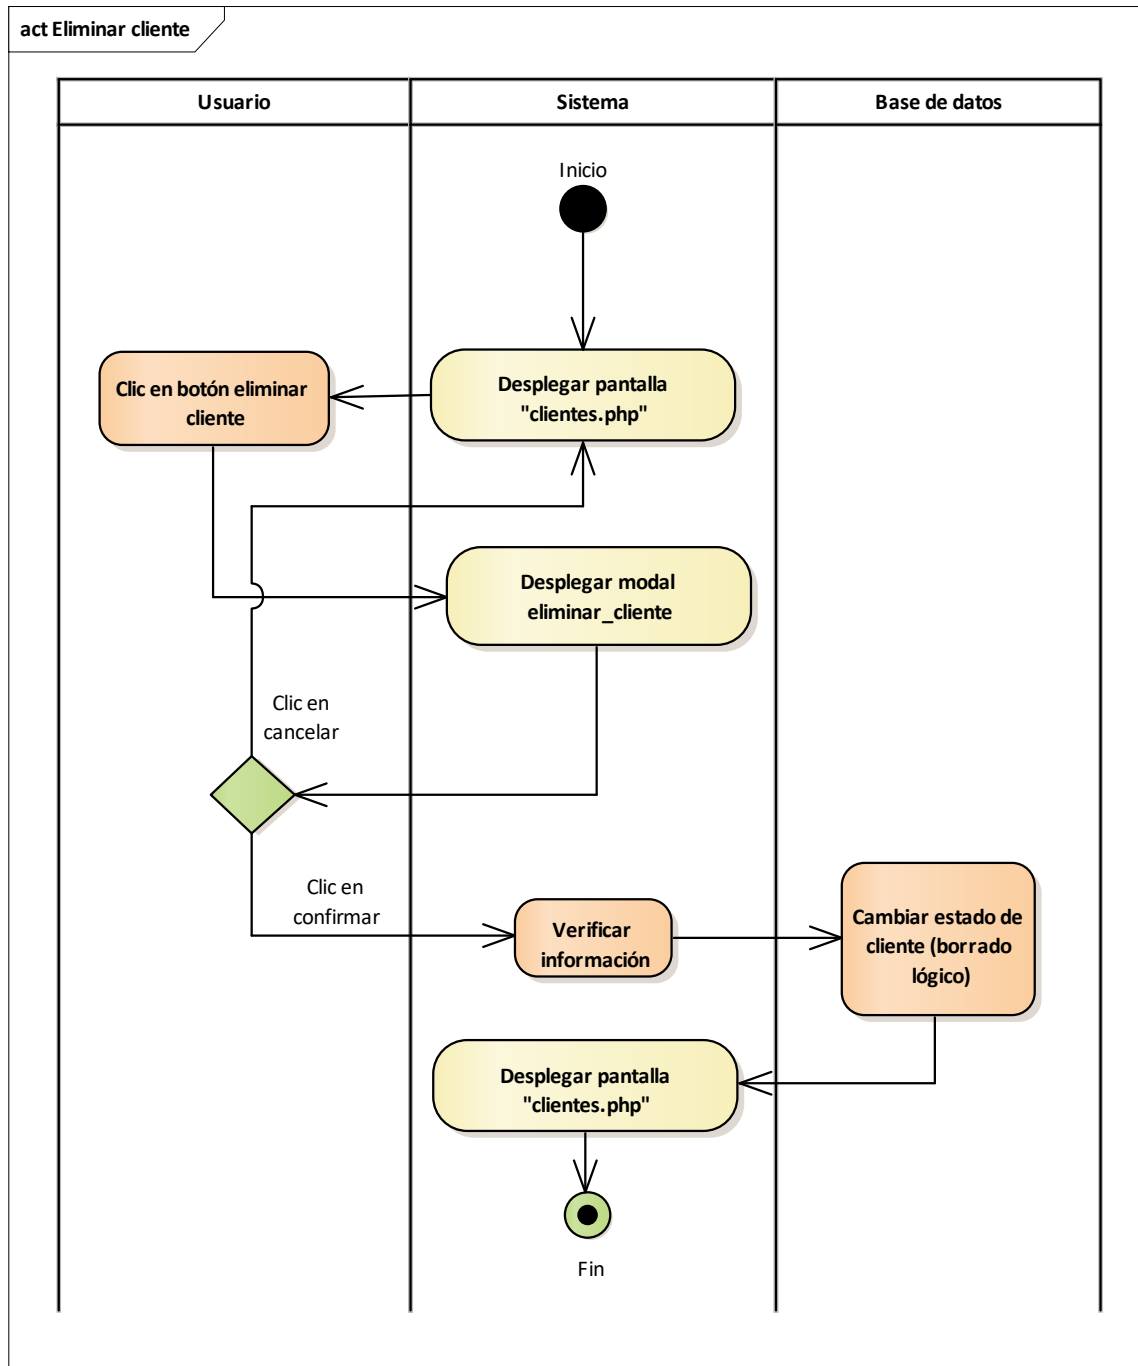 act Eliminar cliente
Usuario
Sistema
Base de datos
Inicio
Desplegar pantalla
"clientes.php"
Clic en botón eliminar
cliente
Desplegar modal
eliminar_cliente
Clic en
cancelar
Clic en
confirmar
Verificar
información
Cambiar estado de
cliente (borrado
lógico)
Desplegar pantalla
"clientes.php"
Fin